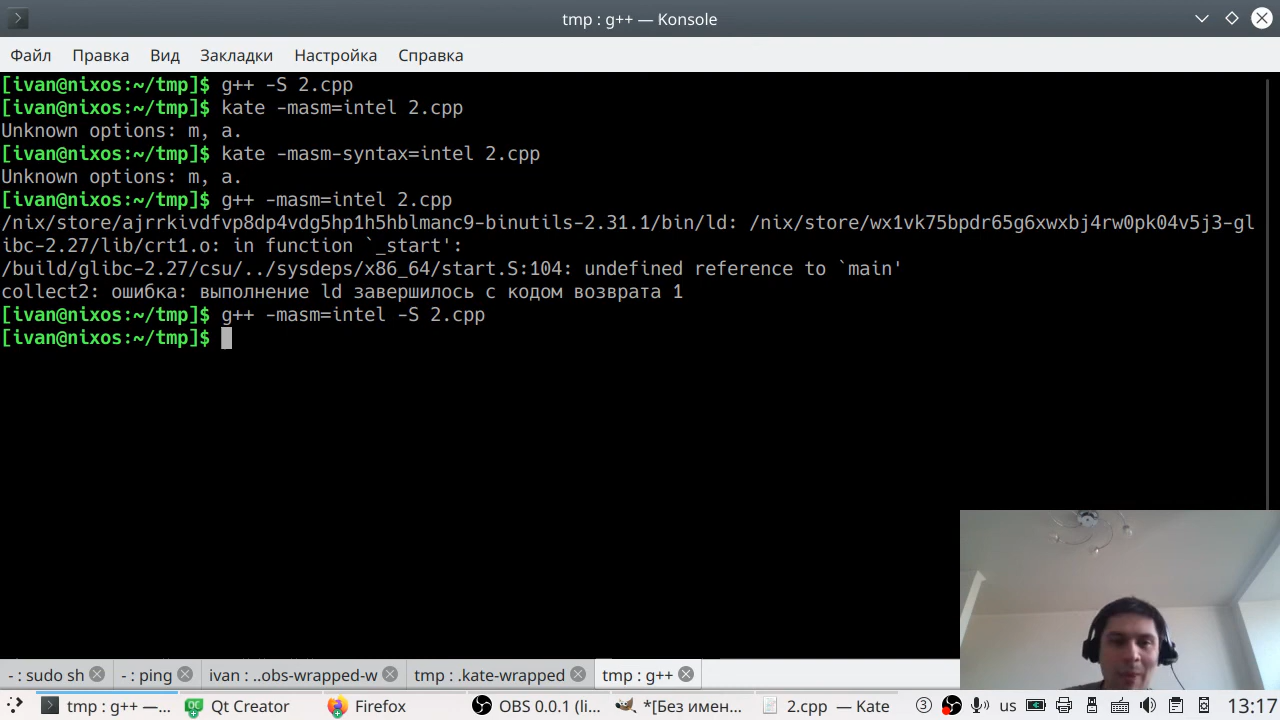 tmp : g++ — Konsole
Файл Правка Вид Закладки Настройка Справка
[ivan@nixos:~/tmp]$ g++ -S 2.cpp
[ivan@nixos:~/tmp]$ kate -masm=intel 2.cpp
Unknown options: m, a.
[ivan@nixos:~/tmp]$ kate -masm-syntax=intel 2.cpp
Unknown options: m, a.
[ivan@nixos:~/tmp]$ g++ -masm=intel 2.cpp
/nix/store/ajrrkivdfvp8dp4vdg5hp1h5hblmanc9-binutils-2.31.1/bin/ld: /nix/store/wx1vk75bpdr65g6xwxbj4rw0pk04v5j3-gl
ibc-2.27/lib/crt1.o: in function `_start':
/build/glibc-2.27/csu/../sysdeps/x86_64/start.S:104: undefined reference to `main'
collect2: ошибка: выполнение ld завершилось с кодом возврата 1
[ivan@nixos:~/tmp]$ g++ -masm=intel -S 2.cpp
[ivan@nixos:~/tmp]$
- : sudo sh - : ping ivan : ..obs-wrapped-w tmp : .kate-wrapped tmp : g++
tmp : g++ —... Qt Creator Firefox OBS 0.0.1 (li... *[Без имен... 2.cpp — Kate 3 us 13:17